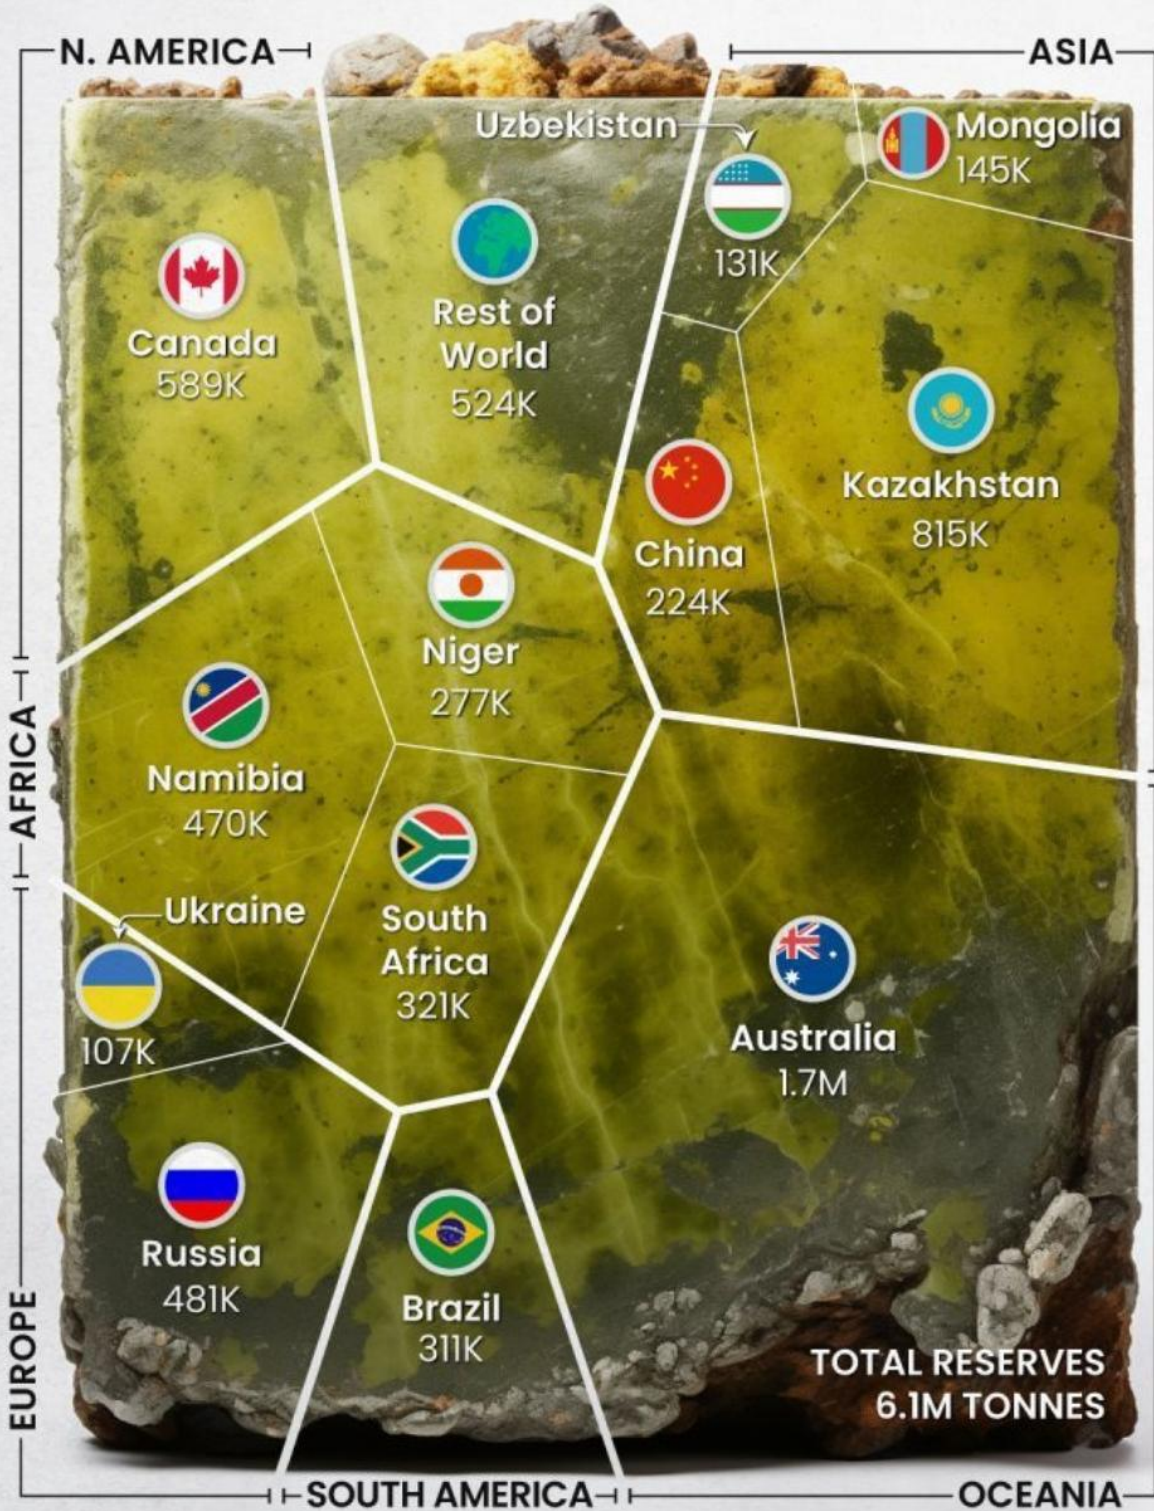 N. AMERICA
ASIA
Uzbekistan
131K
Mongolia
145K
Canada
589K
Rest of
World
524K
Kazakhstan
815K
China
224K
Niger
277K
AFRICA
Namibia
470K
South
Africa
321K
Ukraine
107K
Australia
1.7M
EUROPE
Russia
481K
Brazil
311K
TOTAL RESERVES
6.1M TONNES
SOUTH AMERICA
OCEANIA